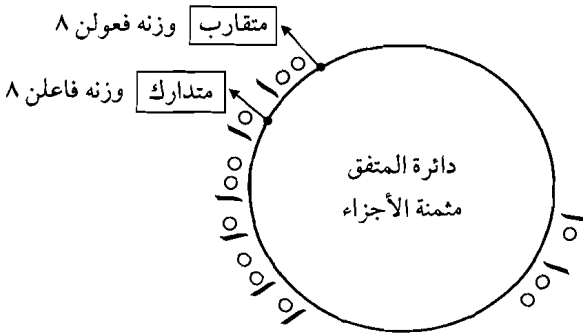 متقارب وزنه فعولن ٨
متدارك وزنه فاعلن ٨
دائرة المتفق
مثمنة الأجزاء